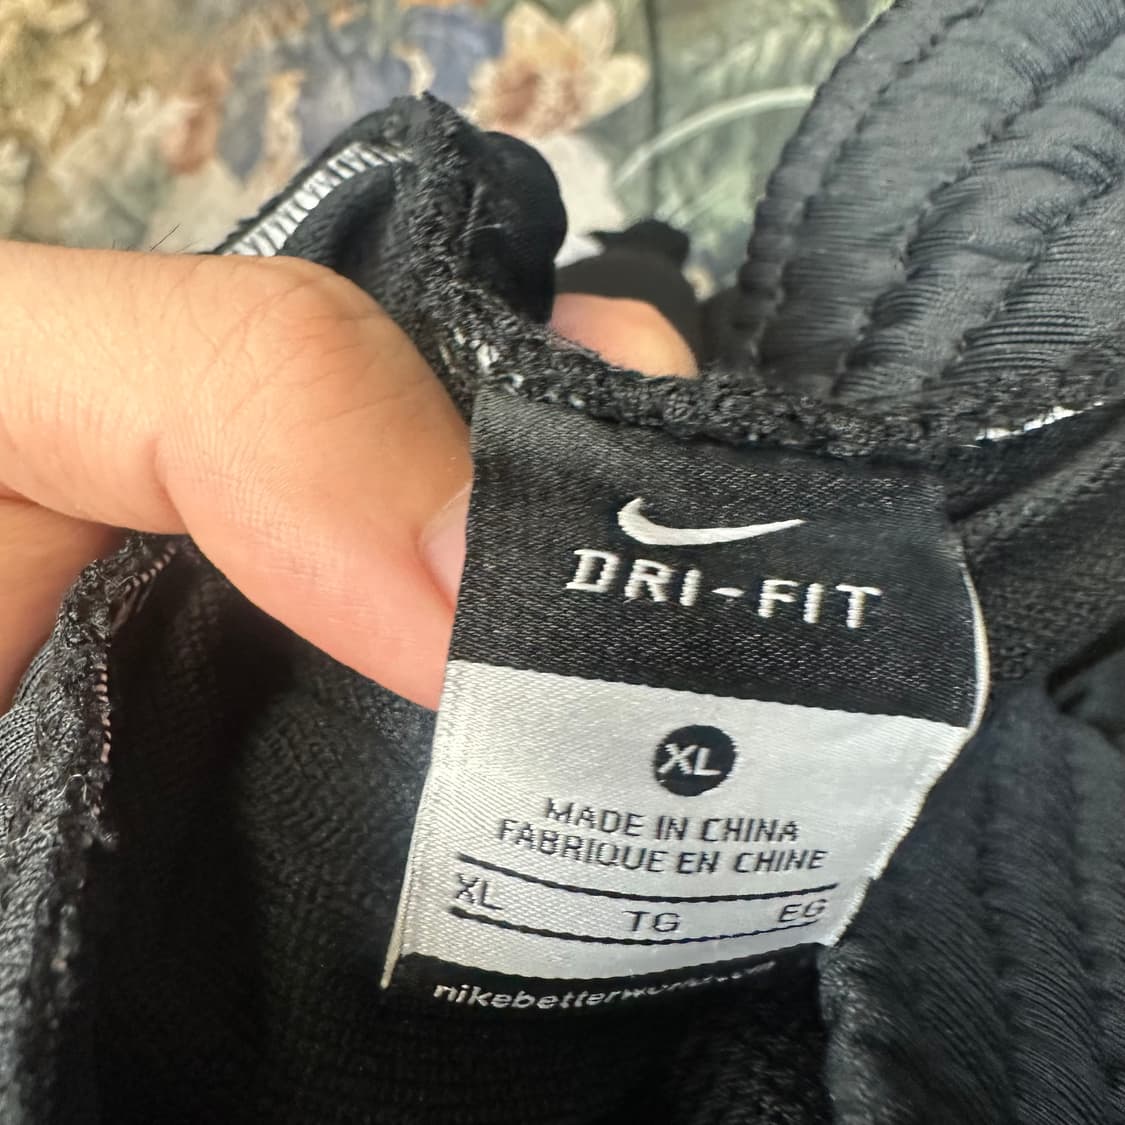 DRI-FIT
XL
MADE IN CHINA
FABRIQUE EN CHINE
XL TG EG